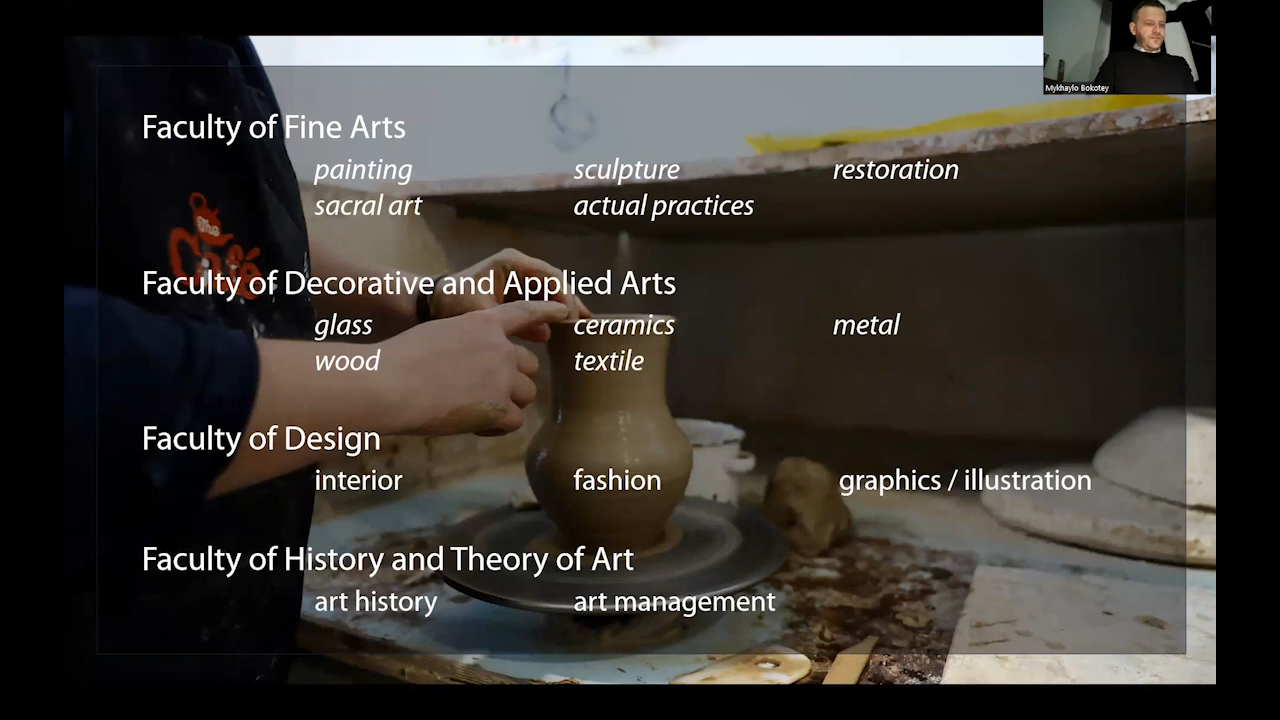 Mykhaylo Bokotey
Faculty of Fine Arts
painting sculpture restoration
sacral art actual practices
The
Café
Faculty of Decorative and Applied Arts
glass ceramics metal
wood textile
Faculty of Design
interior fashion graphics / illustration
Faculty of History and Theory of Art
art history art management